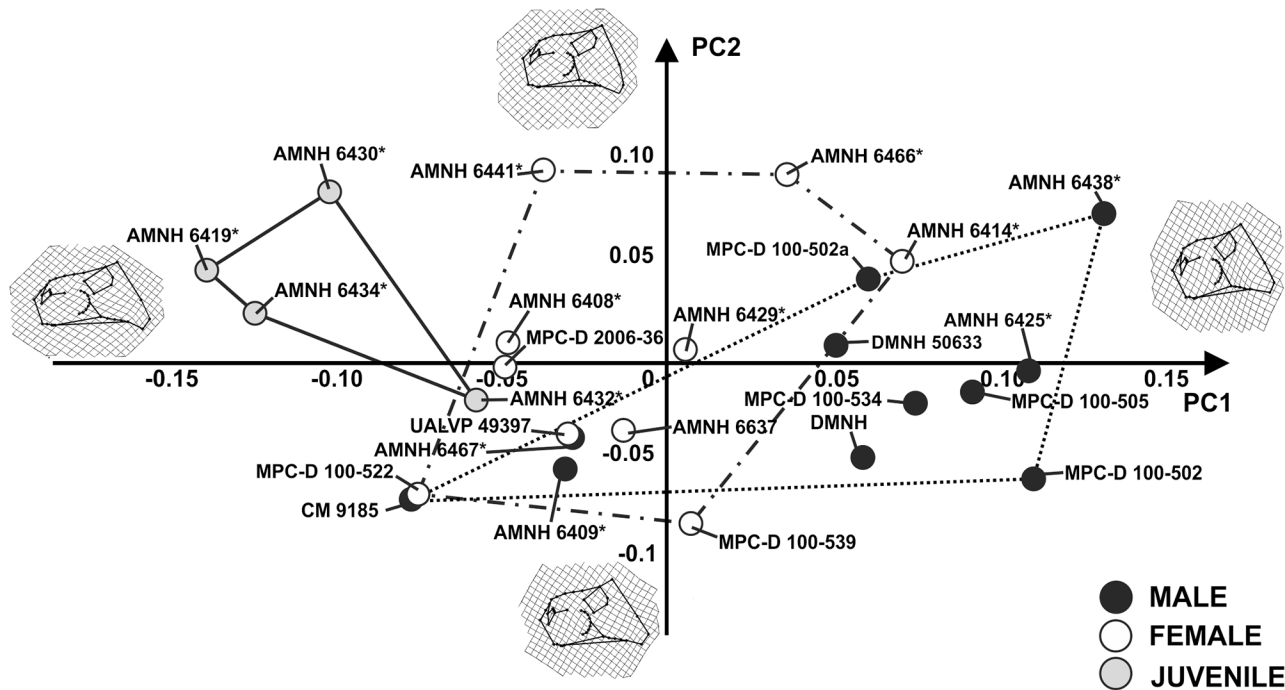 PC2
0.10
AMNH 6430*
AMNH 6441*
AMNH 6466*
AMNH 6438*
AMNH 6419*
AMNH 6414*
MPC-D 100-502a
0.05
AMNH 6434*
AMNH 6408*
AMNH 6429*
AMNH 6425*
MPC-D 2006-36
DMNH 50633
-0.15
-0.10
-0.05
0
0.05
0.10
0.15
PC1
AMNH 6432*
MPC-D 100-534
MPC-D 100-505
UALVP 49397
AMNH 6637
DMNH
AMNH 6467*
-0.05
MPC-D 100-522
MPC-D 100-502
CM 9185
AMNH 6409*
MPC-D 100-539
-0.1
MALE
FEMALE
JUVENILE